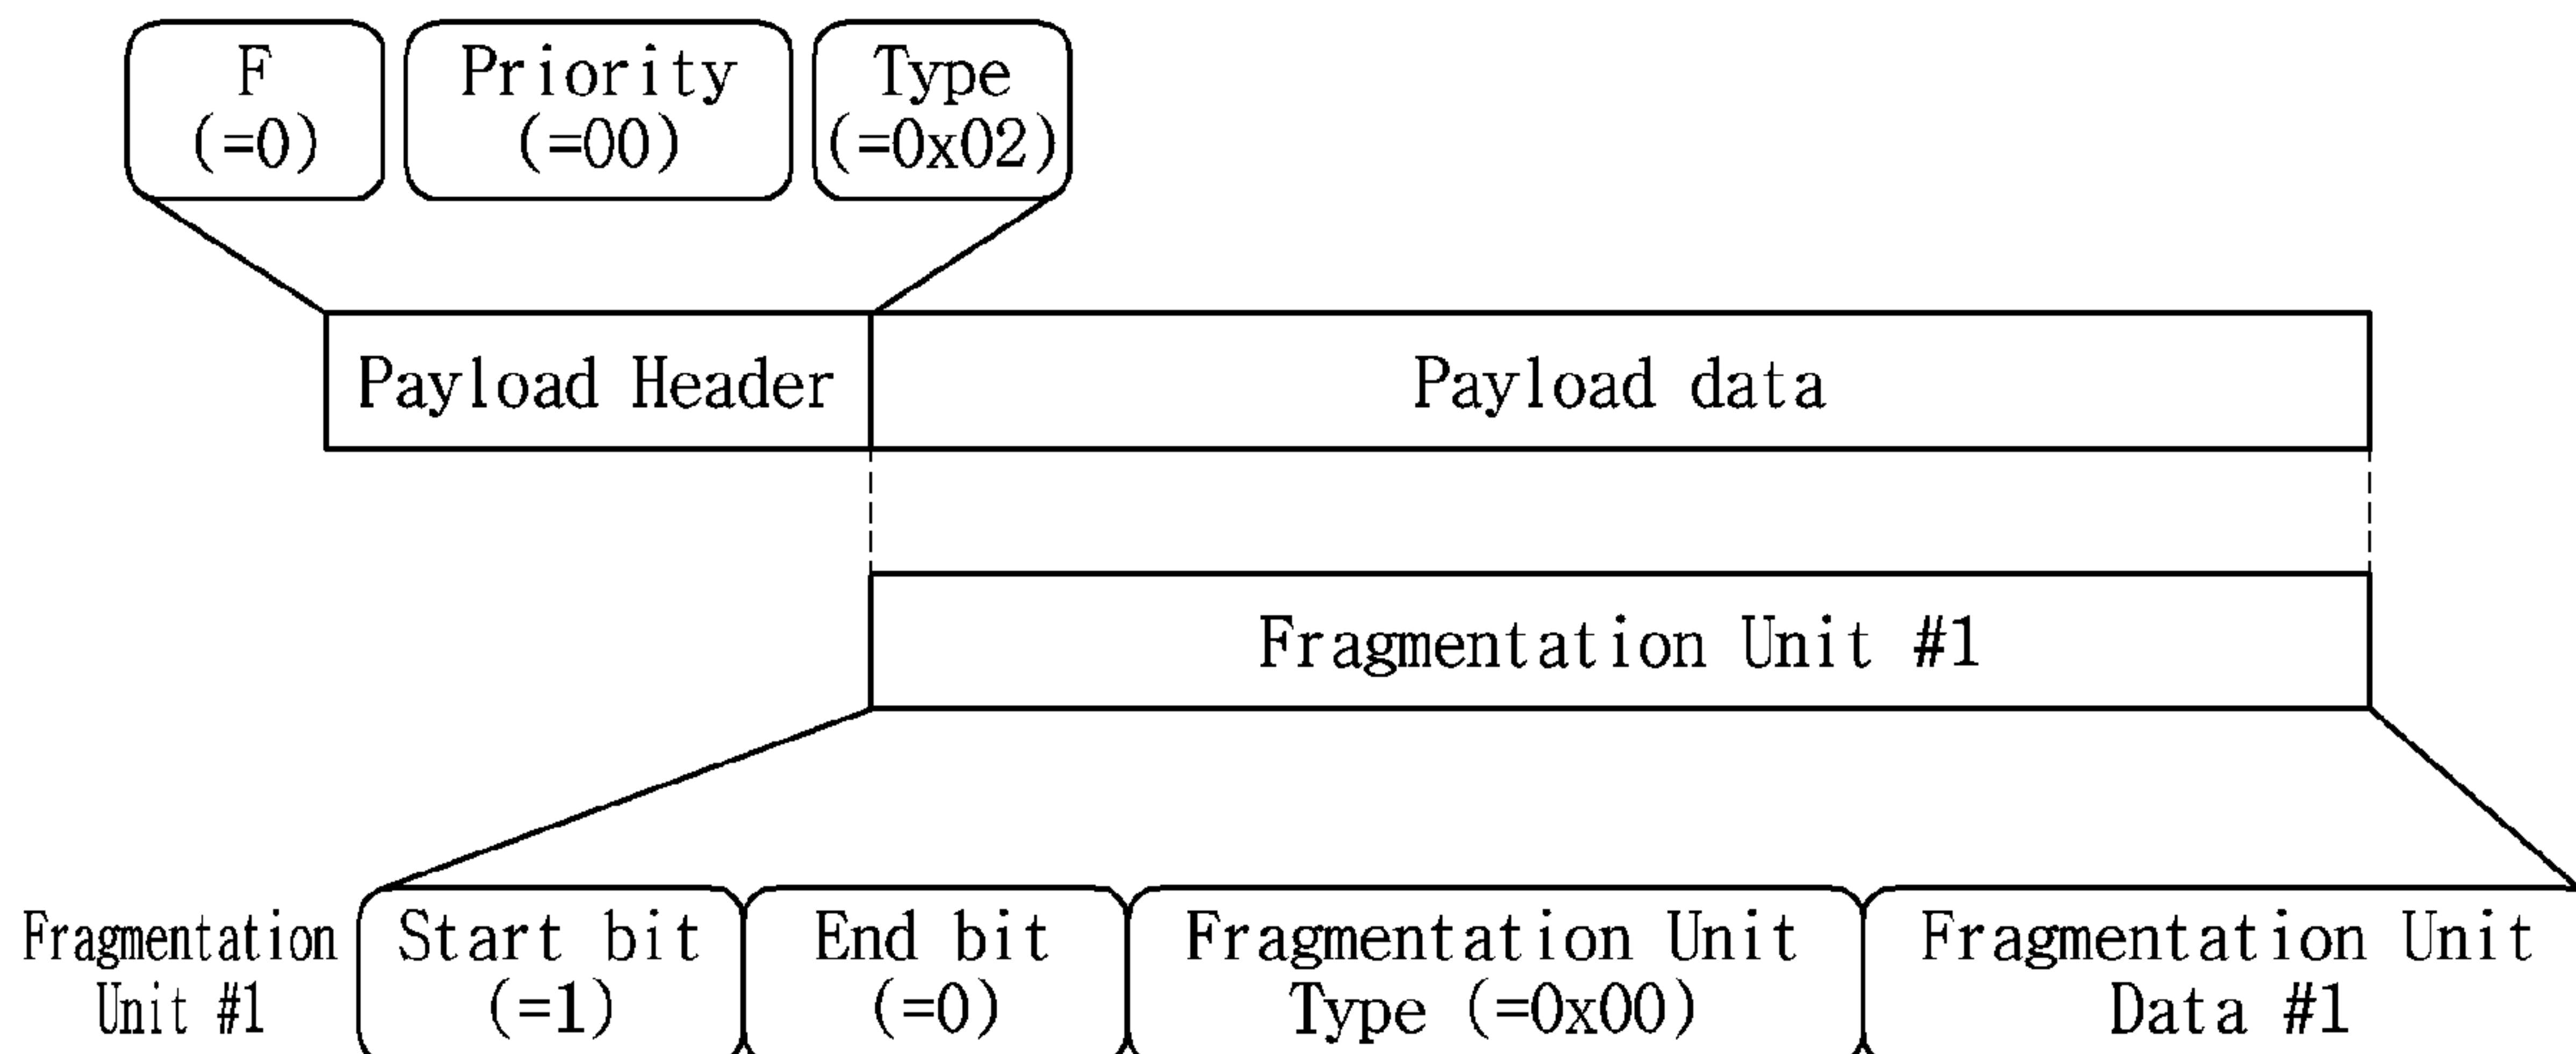 F Priority Type
(=0) (=00) (=0x02)
Payload Header Payload data
Fragmentation Unit #1
Fragmentation Start bit End bit Fragmentation Unit Fragmentation Unit
Unit #1 (=1) (=0) Type (=0x00) Data #1